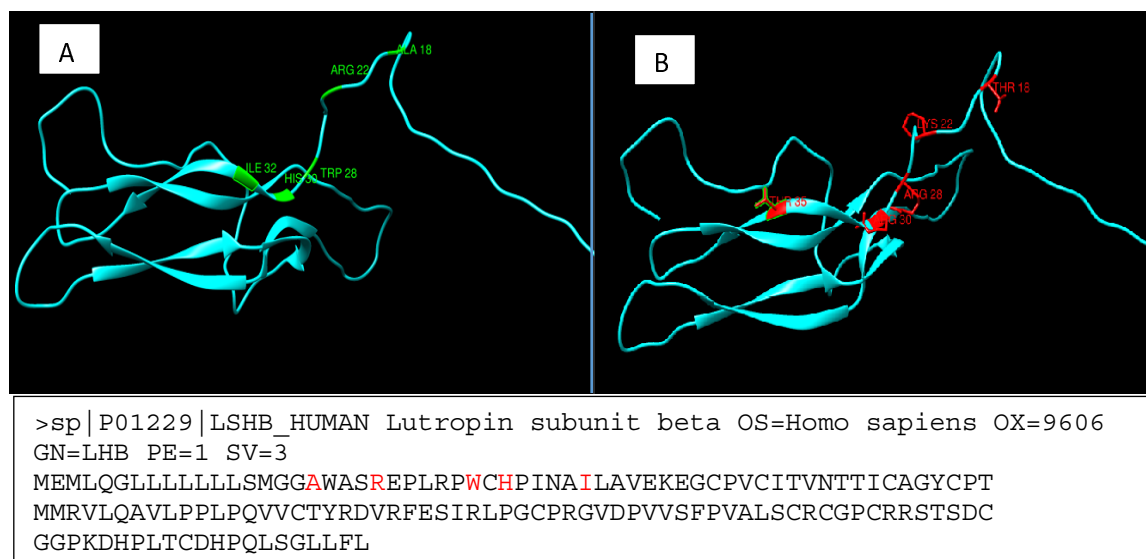 A
ALA 18
ARG 22
ILE 32
HIS 30
TRP 28
B
THR 18
LYS 22
ARG 28
THR 35
30
>sp|P01229|LSHB_HUMAN Lutropin subunit beta OS=Homo sapiens OX=9606
GN=LHB PE=1 SV=3
MEMLQGLLLLLLLSMGGAWASREPLRPWCHPINAILAVEKEGCPVCITVNTTICAGYCPT
MMRVLQAVLPPLPQVVCTYRDVRFESIRLPGCPRGVDPVVSFPVALSCRCGPCRRSTSDC
GGPKDHPLTCDHPQLSGLLFL